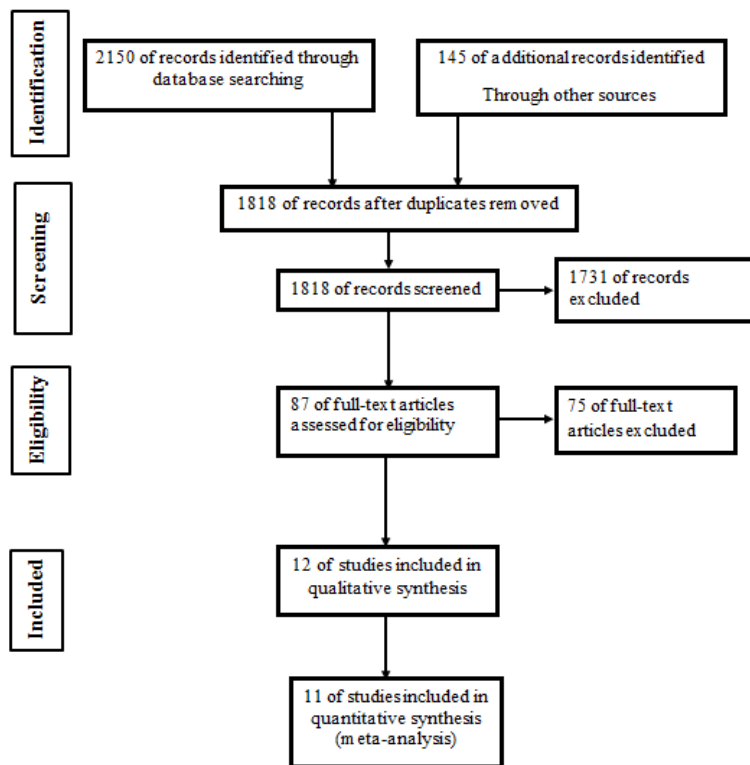 Identification
2150 of records identified through
database searching
145 of additional records identified
Through other sources
Screening
1818 of records after duplicates removed
1818 of records screened
1731 of records
excluded
Eligibility
87 of full-text articles
assessed for eligibility
75 of full-text
articles excluded
Included
12 of studies included in
qualitative synthesis
11 of studies included in
quantitative synthesis
(meta-analysis)